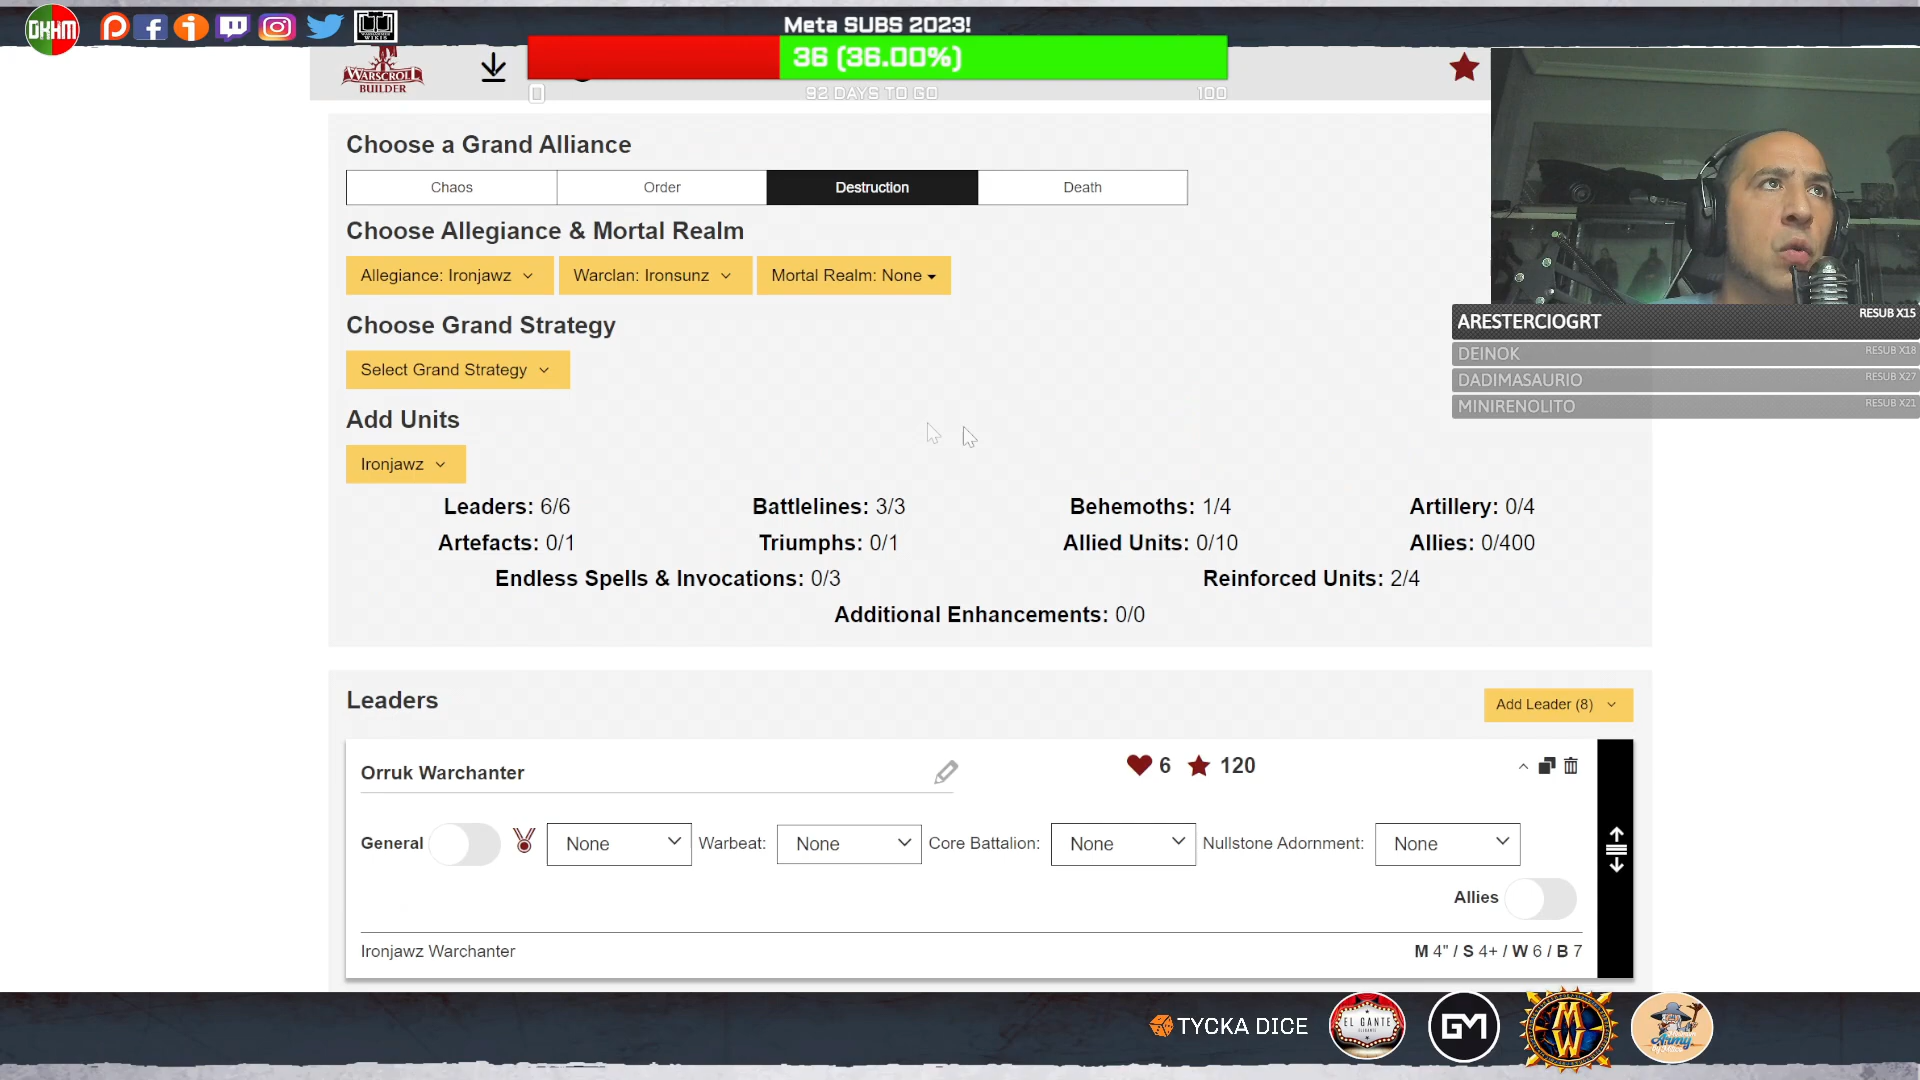 DKHM
Meta SUBS 2023!
36 (36.00%)
0
92 DAYS TO GO
100
WARSCROLL
BUILDER
Choose a Grand Alliance
Chaos
Order
Destruction
Death
Choose Allegiance & Mortal Realm
Allegiance: Ironjawz
Warclan: Ironsunz
Mortal Realm: None
Choose Grand Strategy
Select Grand Strategy
Add Units
Ironjawz
Leaders: 6/6
Battlelines: 3/3
Behemoths: 1/4
Artillery: 0/4
Artefacts: 0/1
Triumphs: 0/1
Allied Units: 0/10
Allies: 0/400
Endless Spells & Invocations: 0/3
Reinforced Units: 2/4
Additional Enhancements: 0/0
ARESTERCIOGRT RESUB X15
DEINOK RESUB X18
DADIMASAURIO RESUB X27
MINIRENOLITO RESUB X21
Leaders
Add Leader (8)
Orruk Warchanter
6
120
General
None
Warbeat: None
Core Battalion: None
Nullstone Adornment: None
Allies
Ironjawz Warchanter
M 4" / S 4+ / W 6 / B 7
TYCKA DICE
EL GANTE
GM
MW
Army